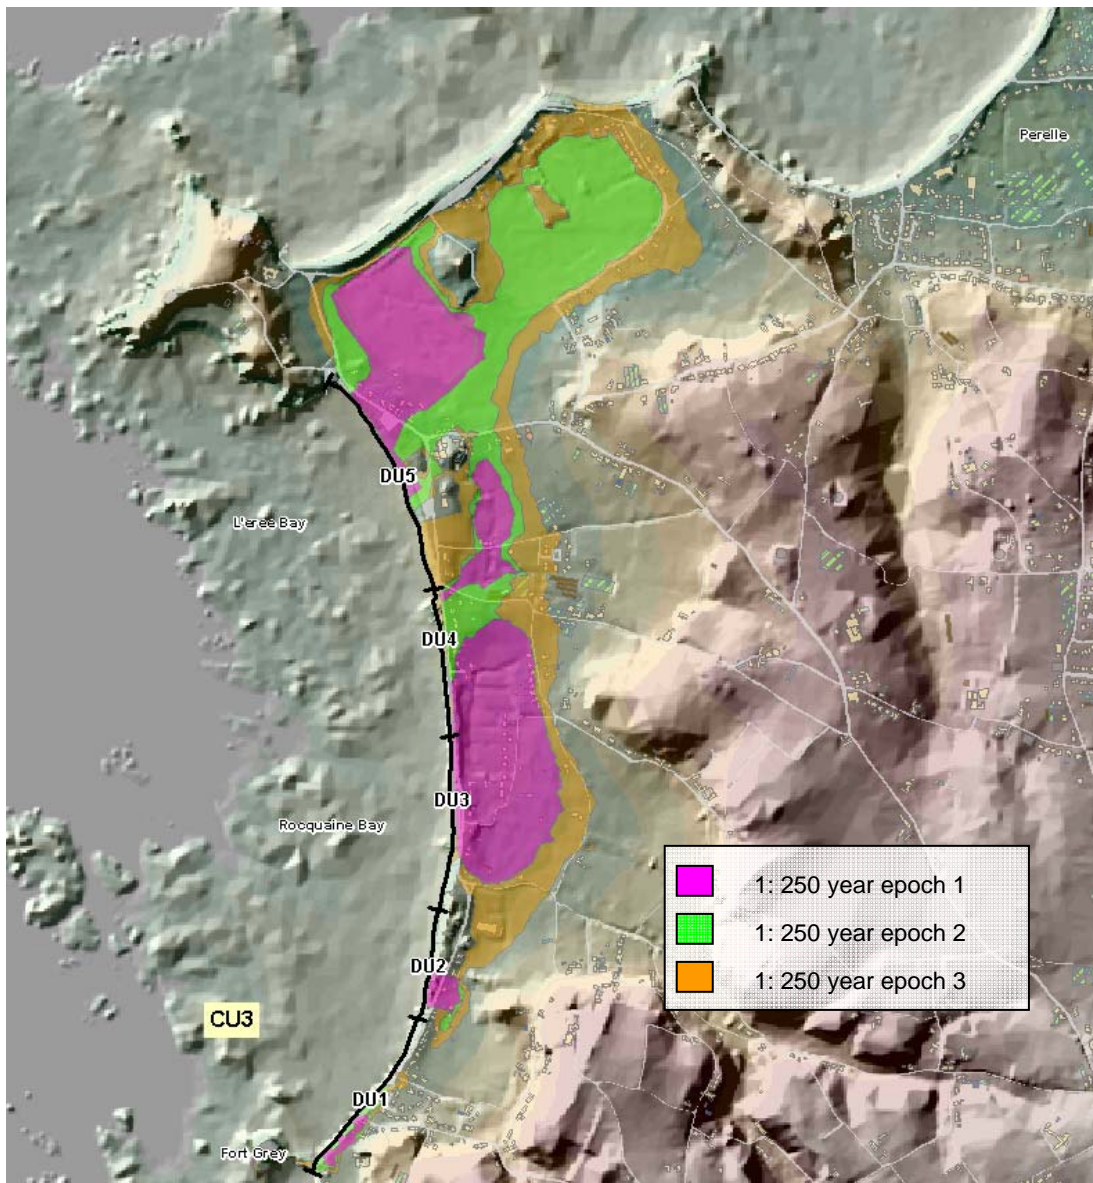 Perelle
DU5
L'eree Bay
DU4
DU3
Rocquaine Bay
1: 250 year epoch 1
1: 250 year epoch 2
1: 250 year epoch 3
DU2
CU3
DU1
Fort Grey